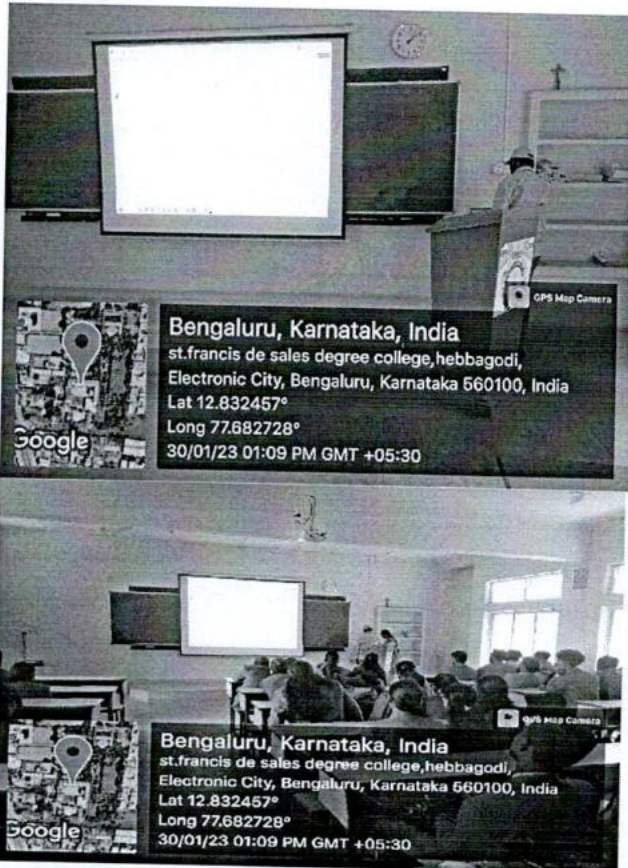 GPS Map Camera
Bengaluru, Karnataka, India
st.francis de sales degree college,hebbagodi,
Electronic City, Bengaluru, Karnataka 560100, India
Lat 12.832457°
Long 77.682728°
30/01/23 01:09 PM GMT +05:30
Google
GPS Map Camera
Bengaluru, Karnataka, India
st.francis de sales degree college,hebbagodi,
Electronic City, Bengaluru, Karnataka 560100, India
Lat 12.832457°
Long 77.682728°
30/01/23 01:09 PM GMT +05:30
Google